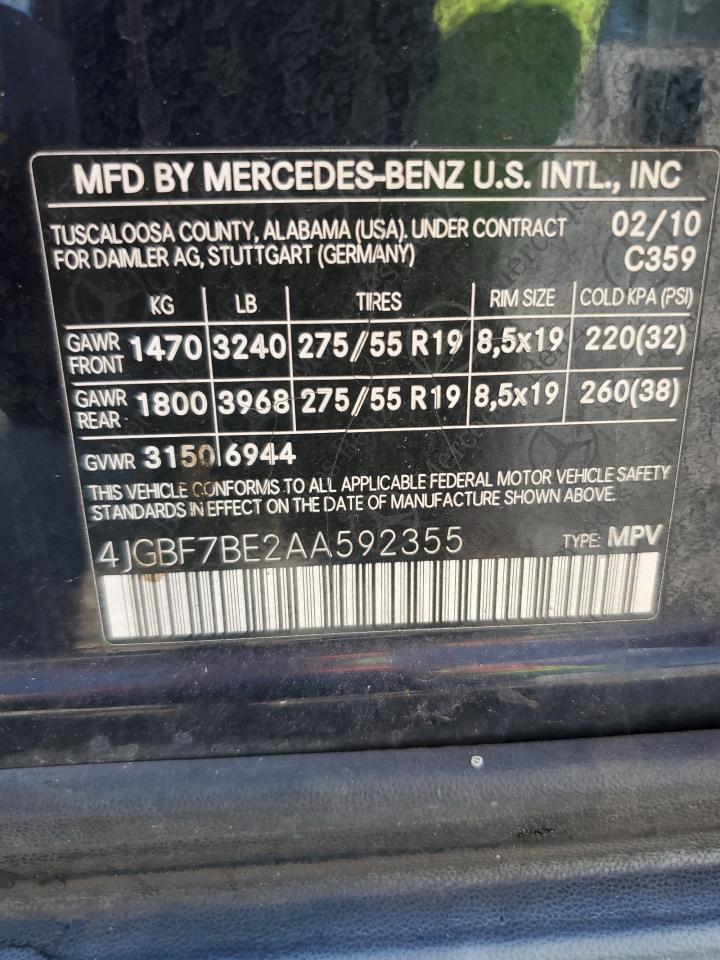 MFD BY MERCEDES-BENZ U.S. INTL., INC
TUSCALOOSA COUNTY, ALABAMA (USA). UNDER CONTRACT 02/10
FOR DAIMLER AG, STUTTGART (GERMANY) C359
KG LB TIRES RIM SIZE COLD KPA (PSI)
GAWR FRONT 1470 3240 275/55 R19 8,5x19 220(32)
GAWR REAR 1800 3968 275/55 R19 8,5x19 260(38)
GVWR 3150 6944
THIS VEHICLE CONFORMS TO ALL APPLICABLE FEDERAL MOTOR VEHICLE SAFETY
STANDARDS IN EFFECT ON THE DATE OF MANUFACTURE SHOWN ABOVE.
4JGBF7BE2AA592355 TYPE: MPV